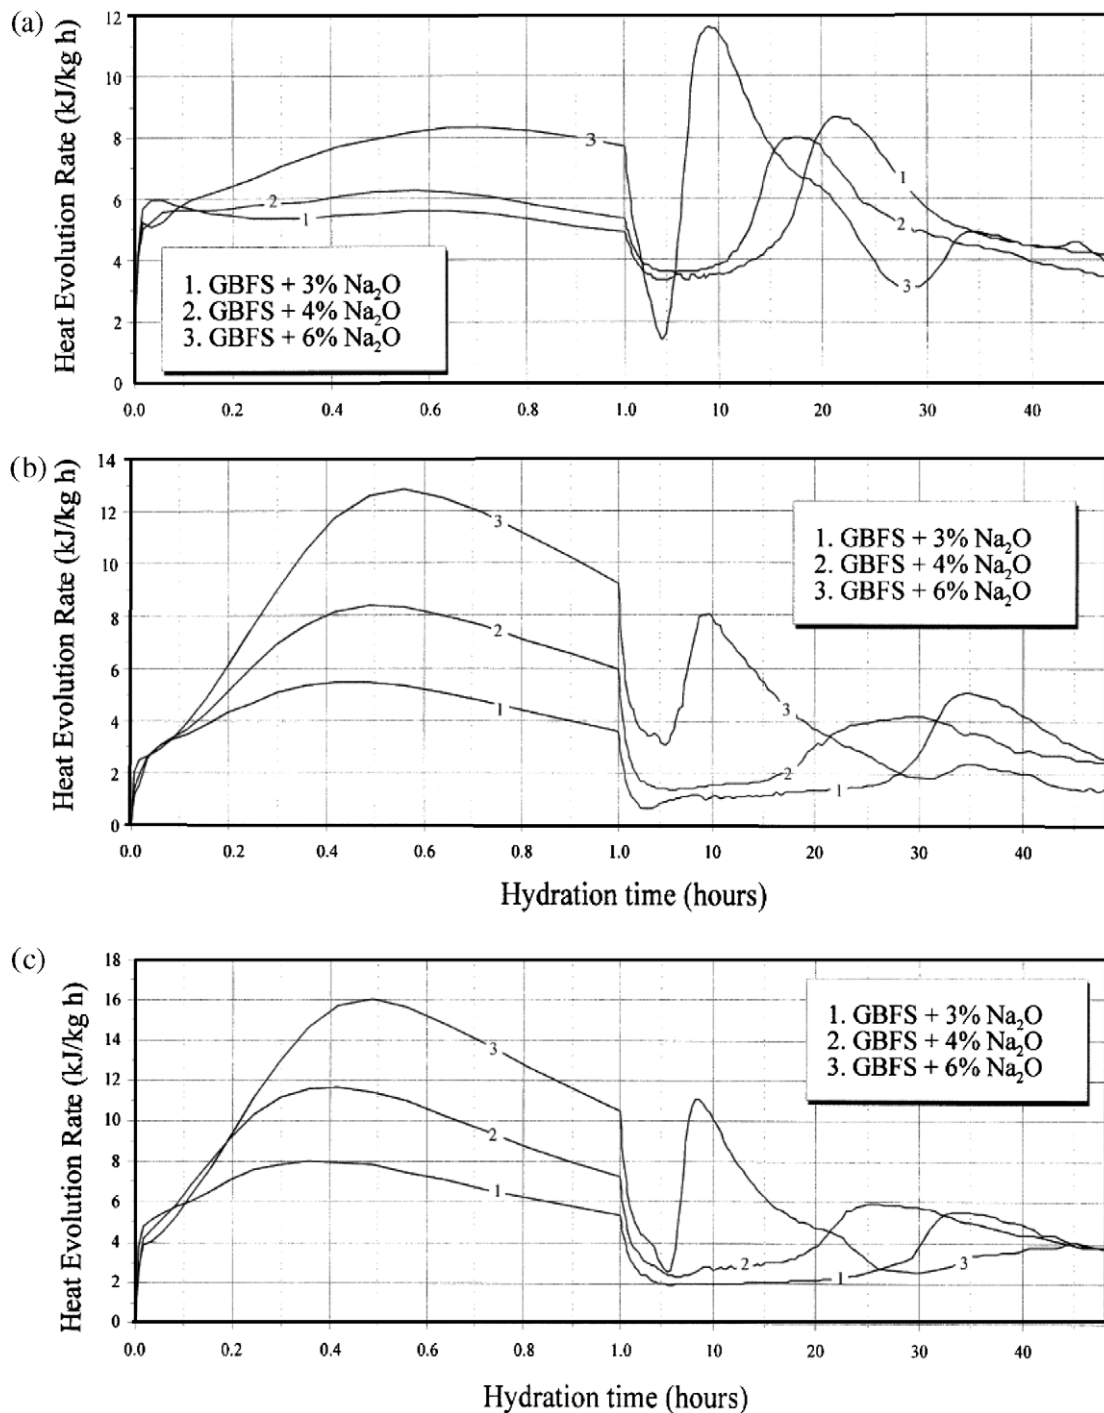 (a)
Heat Evolution Rate (kJ/kg h)
12
10
8
6
4
2
0
3
2
1
1
2
3
1. GBFS + 3% Na₂O
2. GBFS + 4% Na₂O
3. GBFS + 6% Na₂O
0.0 0.2 0.4 0.6 0.8 1.0 10 20 30 40
(b)
Heat Evolution Rate (kJ/kg h)
14
12
10
8
6
4
2
0
3
2
1
3
2
1
1. GBFS + 3% Na₂O
2. GBFS + 4% Na₂O
3. GBFS + 6% Na₂O
0.0 0.2 0.4 0.6 0.8 1.0 10 20 30 40
Hydration time (hours)
(c)
Heat Evolution Rate (kJ/kg h)
18
16
14
12
10
8
6
4
2
0
3
2
1
2
1
3
1. GBFS + 3% Na₂O
2. GBFS + 4% Na₂O
3. GBFS + 6% Na₂O
0.0 0.2 0.4 0.6 0.8 1.0 10 20 30 40
Hydration time (hours)